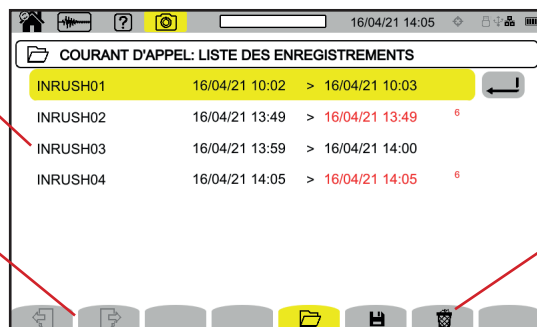 ?
16/04/21 14:05
COURANT D'APPEL: LISTE DES ENREGISTREMENTS
INRUSH01 16/04/21 10:02 > 16/04/21 10:03
INRUSH02 16/04/21 13:49 > 16/04/21 13:49 6
INRUSH03 16/04/21 13:59 > 16/04/21 14:00
INRUSH04 16/04/21 14:05 > 16/04/21 14:05 6